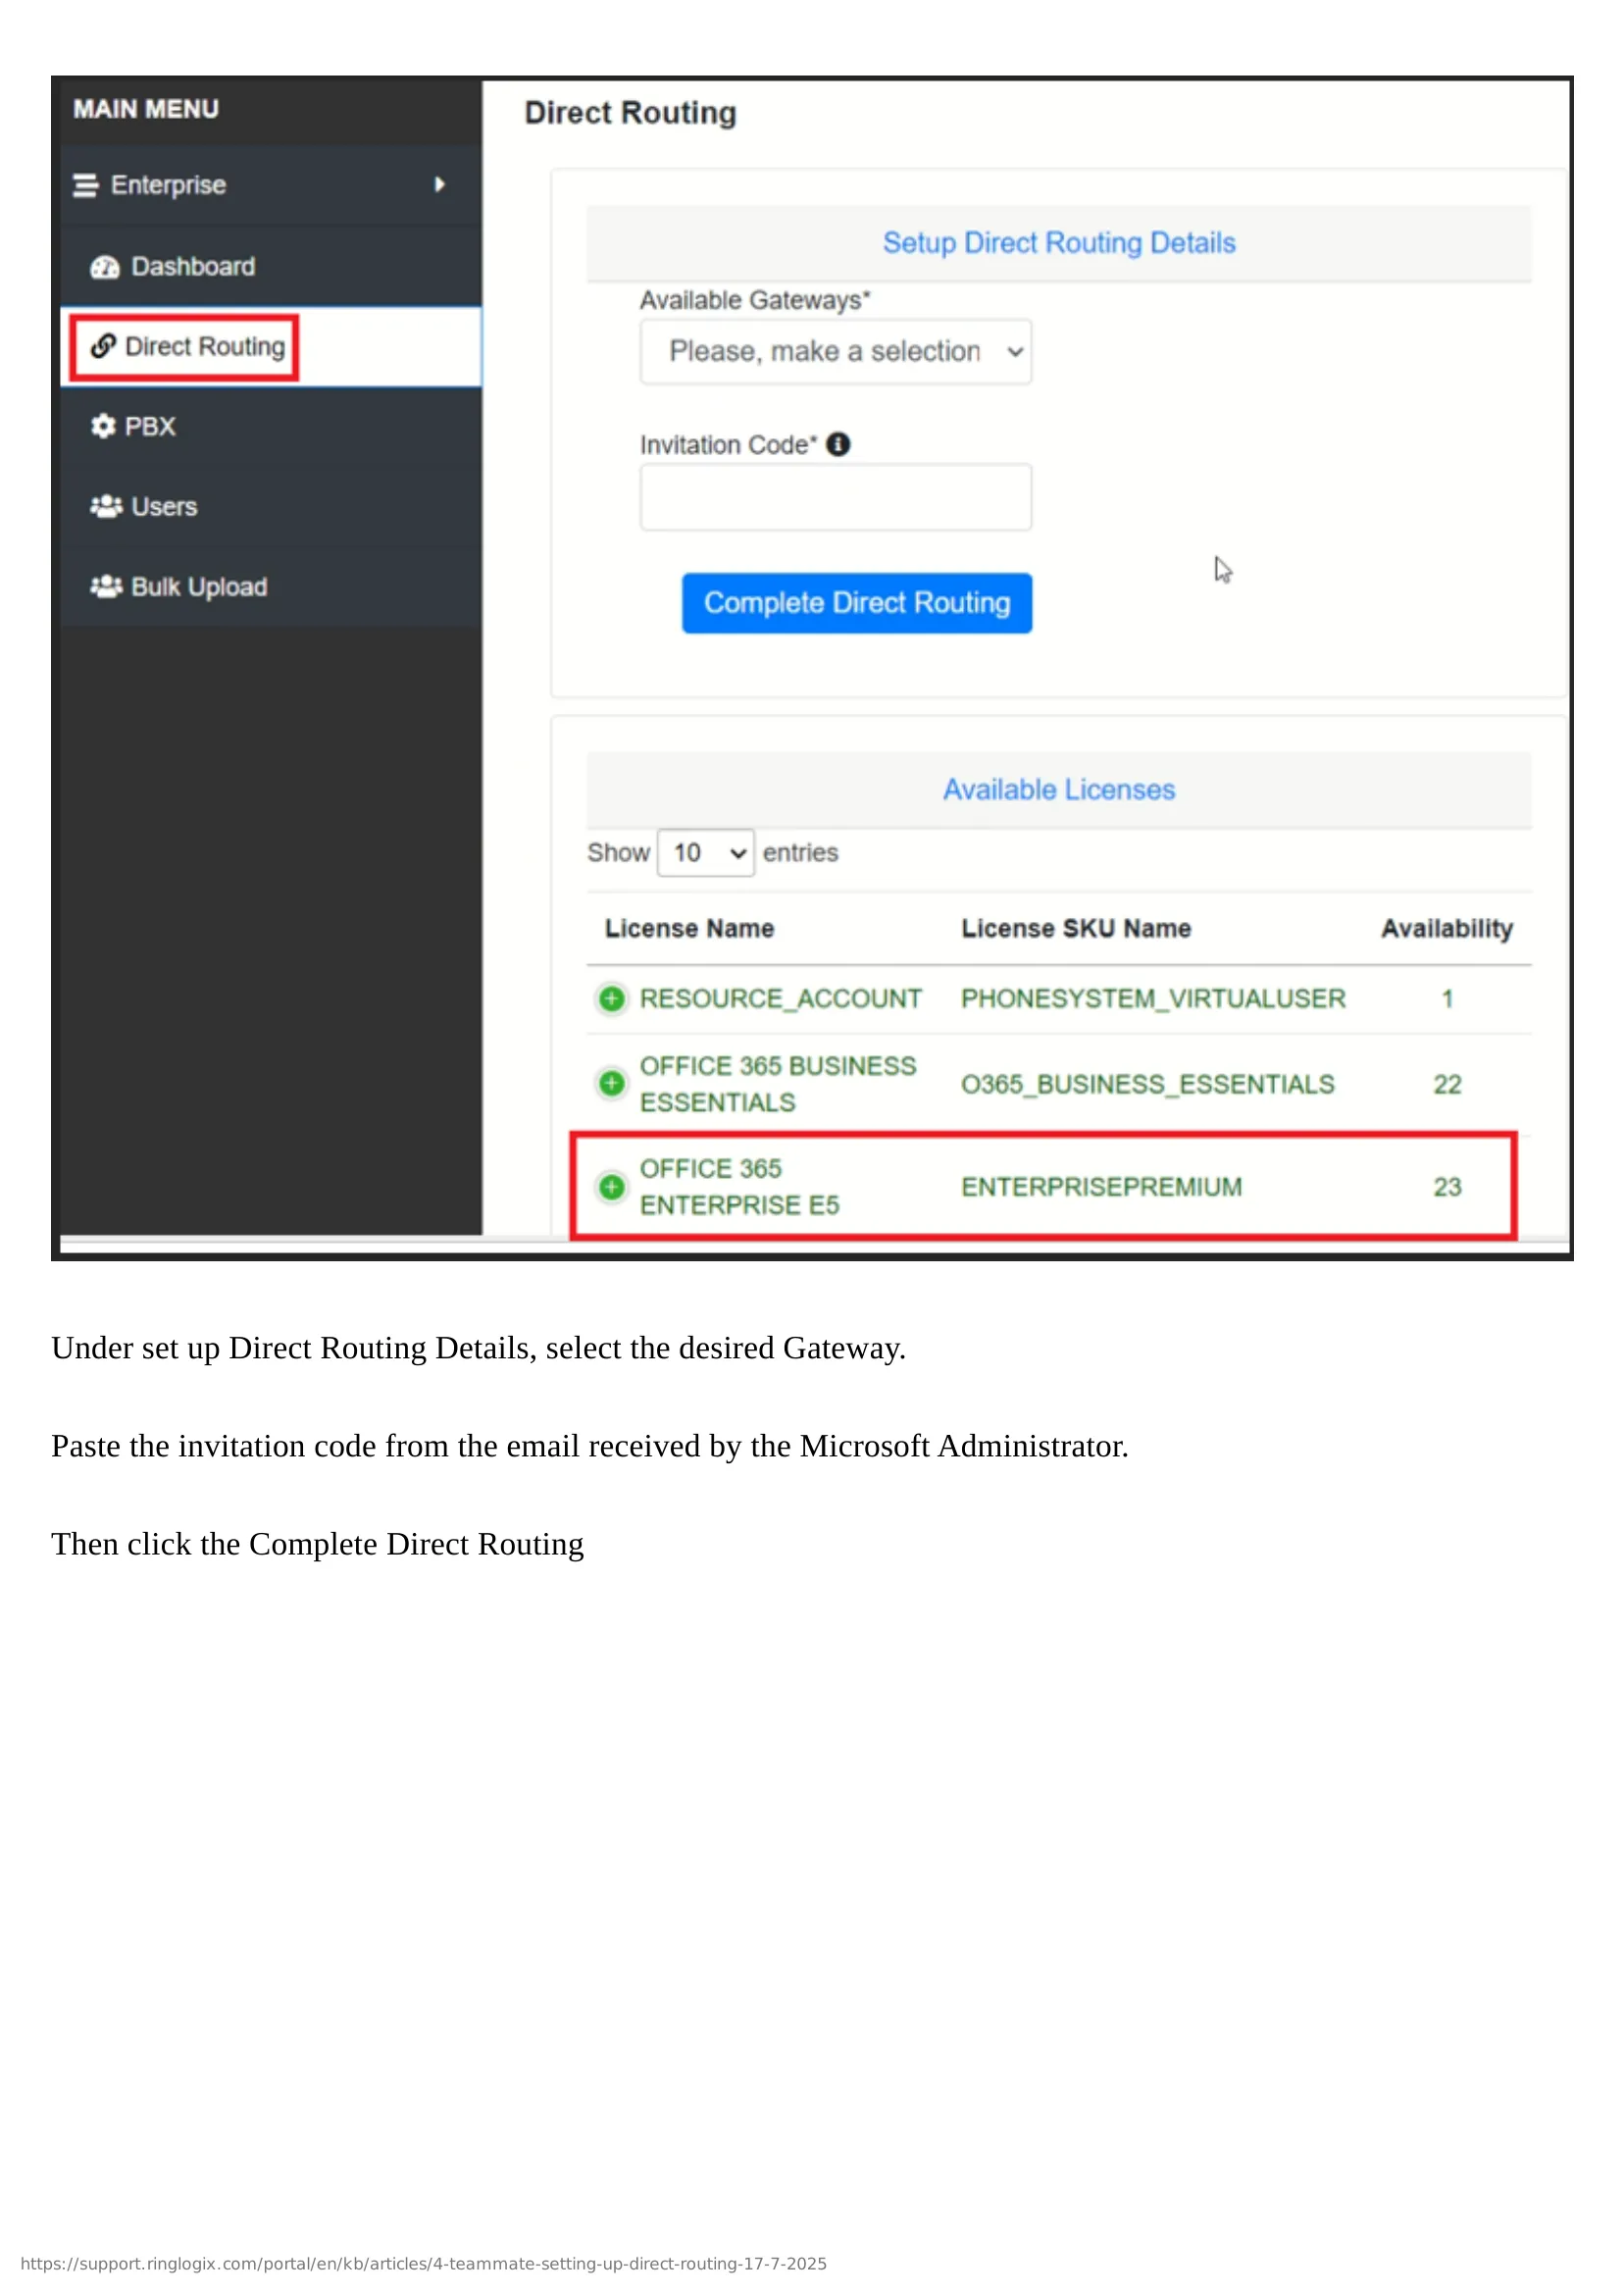 MAIN MENU
Enterprise
Dashboard
Direct Routing
PBX
Users
Bulk Upload
Direct Routing
Setup Direct Routing Details
Available Gateways*
Please, make a selection
Invitation Code*
Complete Direct Routing
Available Licenses
Show 10 entries
License Name License SKU Name Availability
RESOURCE_ACCOUNT PHONESYSTEM_VIRTUALUSER 1
OFFICE 365 BUSINESS
ESSENTIALS
O365_BUSINESS_ESSENTIALS 22
OFFICE 365
ENTERPRISE E5
ENTERPRISEPREMIUM 23
Under set up Direct Routing Details, select the desired Gateway.
Paste the invitation code from the email received by the Microsoft Administrator.
Then click the Complete Direct Routing
https://support.ringlogix.com/portal/en/kb/articles/4-teammate-setting-up-direct-routing-17-7-2025